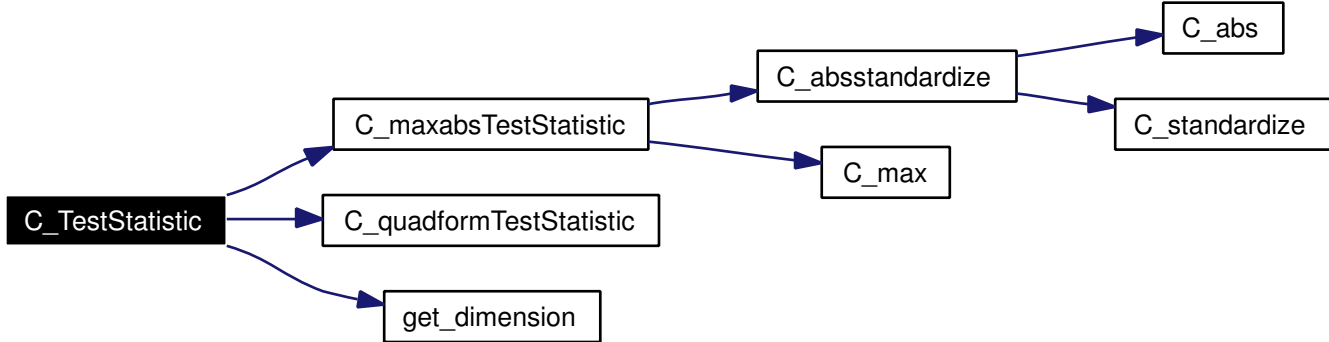 C_abs
C_absstandardize
C_maxabsTestStatistic
C_standardize
C_max
C_TestStatistic
C_quadformTestStatistic
get_dimension